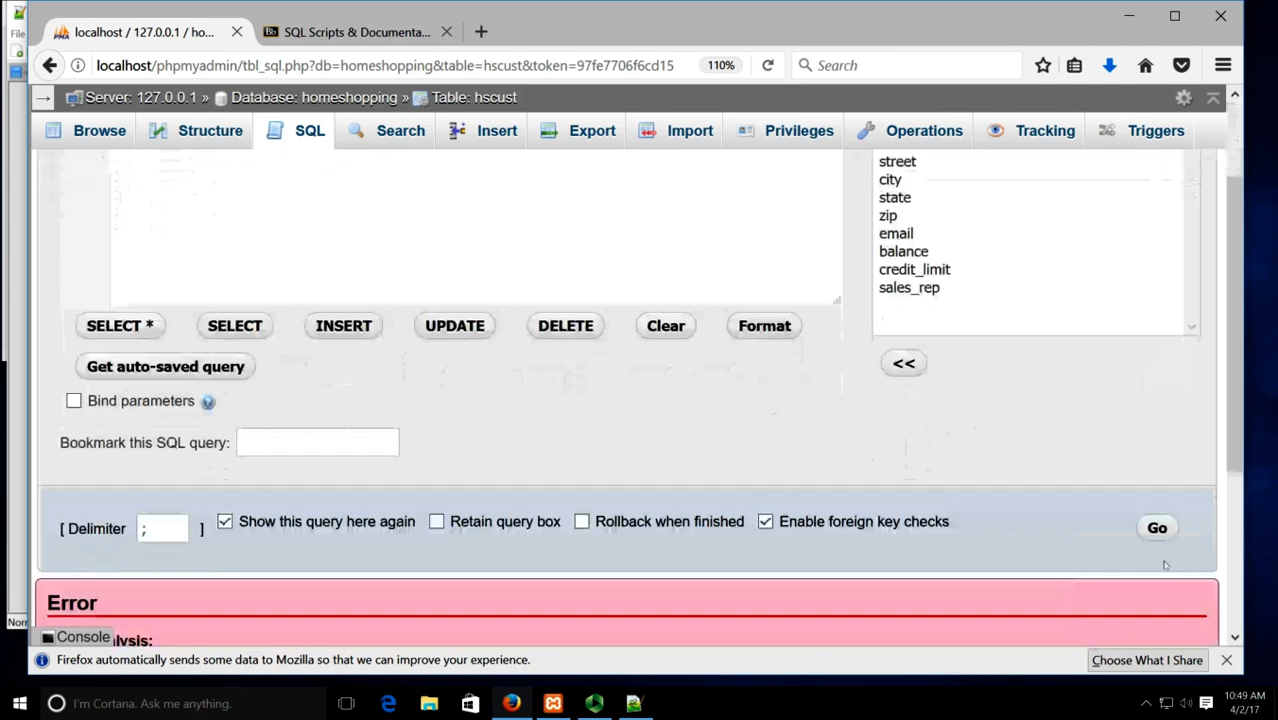 File
localhost / 127.0.0.1 / ho...
SQL Scripts & Documenta...
localhost/phpmyadmin/tbl_sql.php?db=homeshopping&table=hscust&token=97fe7706f6cd15
110%
Search
Server: 127.0.0.1 » Database: homeshopping » Table: hscust
Browse Structure SQL Search Insert Export Import Privileges Operations Tracking Triggers
street
city
state
zip
email
balance
credit_limit
sales_rep
SELECT * SELECT INSERT UPDATE DELETE Clear Format
<<
Get auto-saved query
Bind parameters
Bookmark this SQL query:
[ Delimiter ; ] Show this query here again Retain query box Rollback when finished Enable foreign key checks Go
Error
Console
Firefox automatically sends some data to Mozilla so that we can improve your experience.
Choose What I Share
I'm Cortana. Ask me anything.
10:49 AM
4/2/17